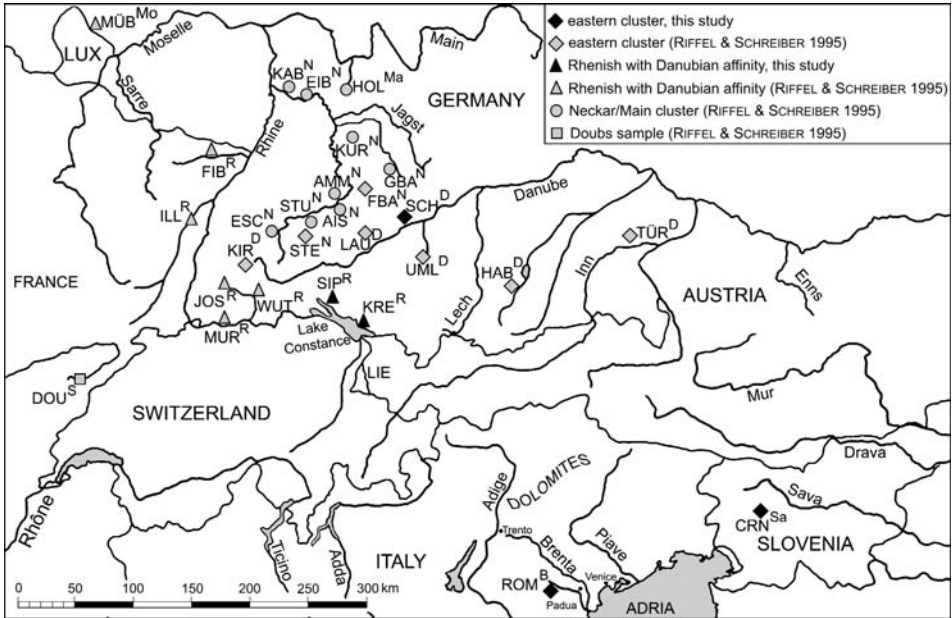 MÜB Mo
LUX
Moselle
Sarre
Main
KAB N
EIB N
HOL Ma
GERMANY
◆ eastern cluster, this study
◆ eastern cluster (RIFFEL & SCHREIBER 1995)
▲ Rhenish with Danubian affinity, this study
▲ Rhenish with Danubian affinity (RIFFEL & SCHREIBER 1995)
● Neckar/Main cluster (RIFFEL & SCHREIBER 1995)
■ Doubs sample (RIFFEL & SCHREIBER 1995)
Jagst
Rhine
KUR N
FIB R
GBA N
AMM N
FBA N
SCH D
Danube
STU N
ILL R
ESC N
AIS N
KIR D
STE N
LAU D
UML D
HAB D
TÜR D
Inn
Enns
FRANCE
JOS R
WUT R
SIP R
KRE R
Lech
AUSTRIA
MUR R
Lake
Constance
LIE
DOU S
SWITZERLAND
Mur
Drava
Rhône
Ticino
Adda
ITALY
Adige
DOLOMITES
Trento
Brenta
Piave
Venice
ROM B
Padua
ADRIA
Sava
CRN Sa
SLOVENIA
0 50 100 150 200 250 300 km